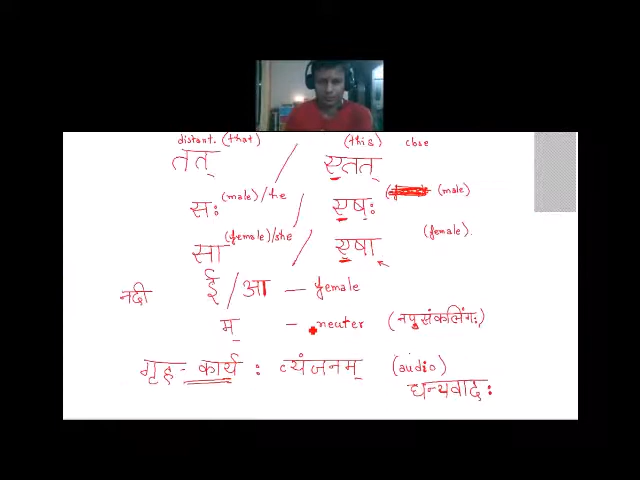 distant. (that) / (this) close
तत् / एतत्
सः (male)/he / एषः (male)
सा (female)/she / एषा (female).
नदी ई/आ — female
म् — neuter (नपुसंकलिंगः)
गृह - कार्य : व्यंजनम् (audio)
धन्यवादः